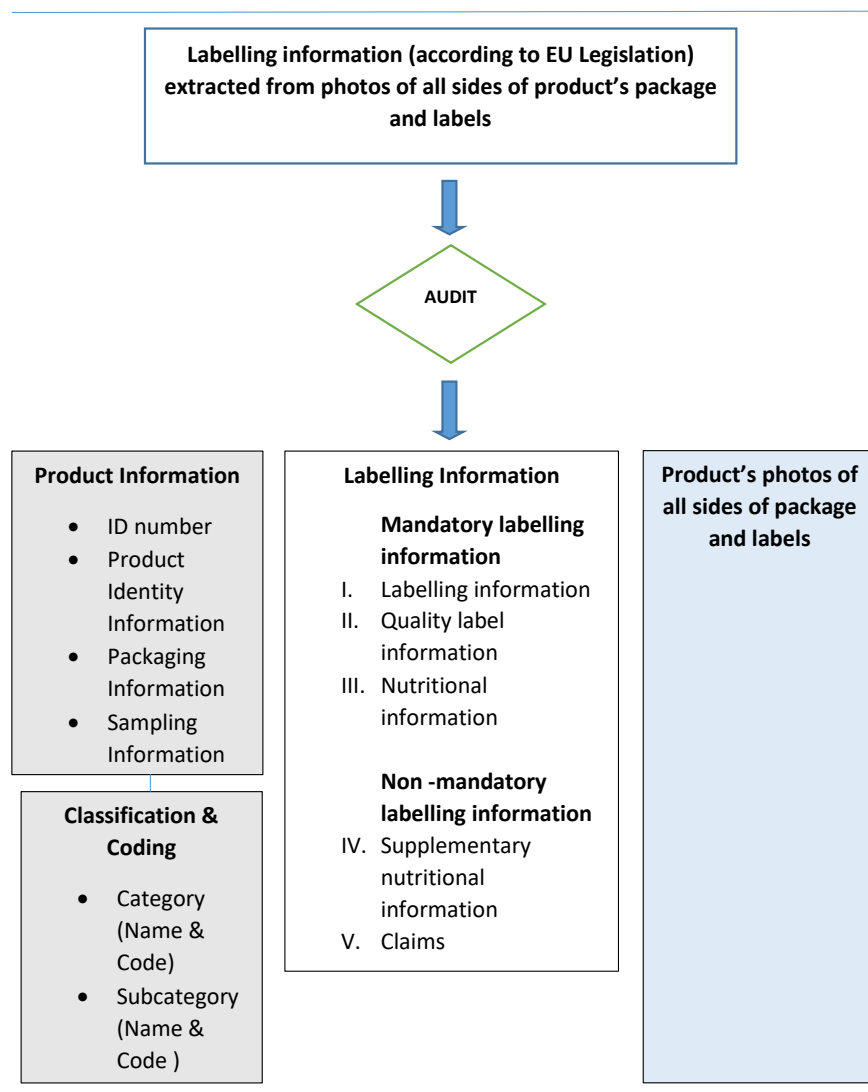 Labelling information (according to EU Legislation)
extracted from photos of all sides of product’s package
and labels
AUDIT
Product Information
• ID number
• Product
Identity
Information
• Packaging
Information
• Sampling
Information
Classification &
Coding
• Category
(Name &
Code)
• Subcategory
(Name &
Code )
Labelling Information
Mandatory labelling
information
I. Labelling information
II. Quality label
information
III. Nutritional
information
Non -mandatory
labelling information
IV. Supplementary
nutritional
information
V. Claims
Product’s photos of
all sides of package
and labels